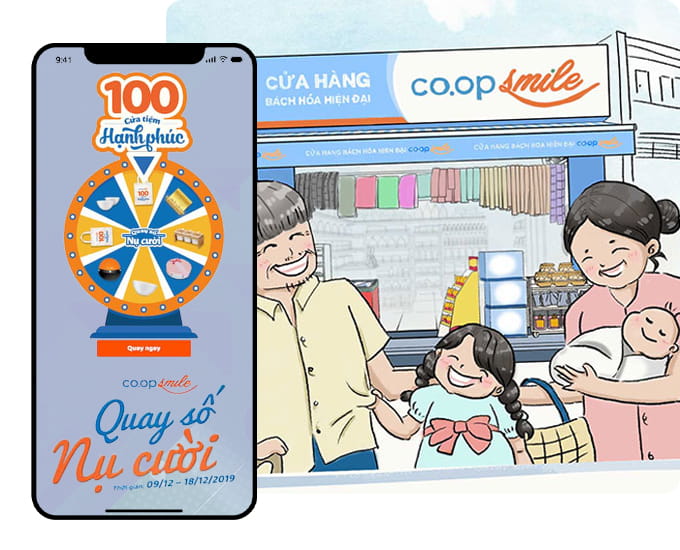 9:41
100
Cửa tiệm
Hạnh phúc
Quay số
Nụ cười
Quay ngay
co.op smile
Quay số
Nụ cười
Thời gian: 09/12 – 18/12/2019
CỬA HÀNG
BÁCH HÓA HIỆN ĐẠI
co.op smile
CỬA HÀNG BÁCH HÓA HIỆN ĐẠI co.op smile
CỬA HÀNG BÁCH HÓA HIỆN ĐẠI co.op smile